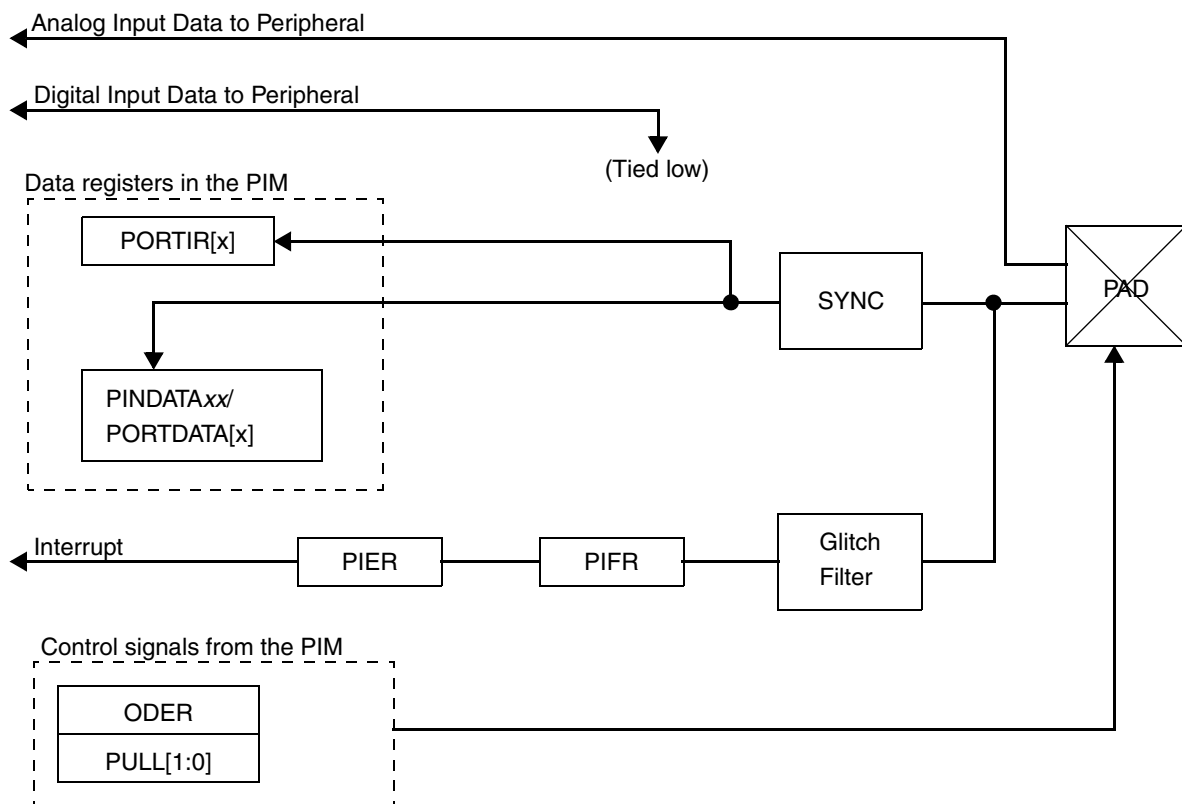 Analog Input Data to Peripheral
Digital Input Data to Peripheral
(Tied low)
Data registers in the PIM
PORTIR[x]
SYNC
PAD
PINDATAxx/
PORTDATA[x]
Interrupt
PIER
PIFR
Glitch
Filter
Control signals from the PIM
ODER
PULL[1:0]